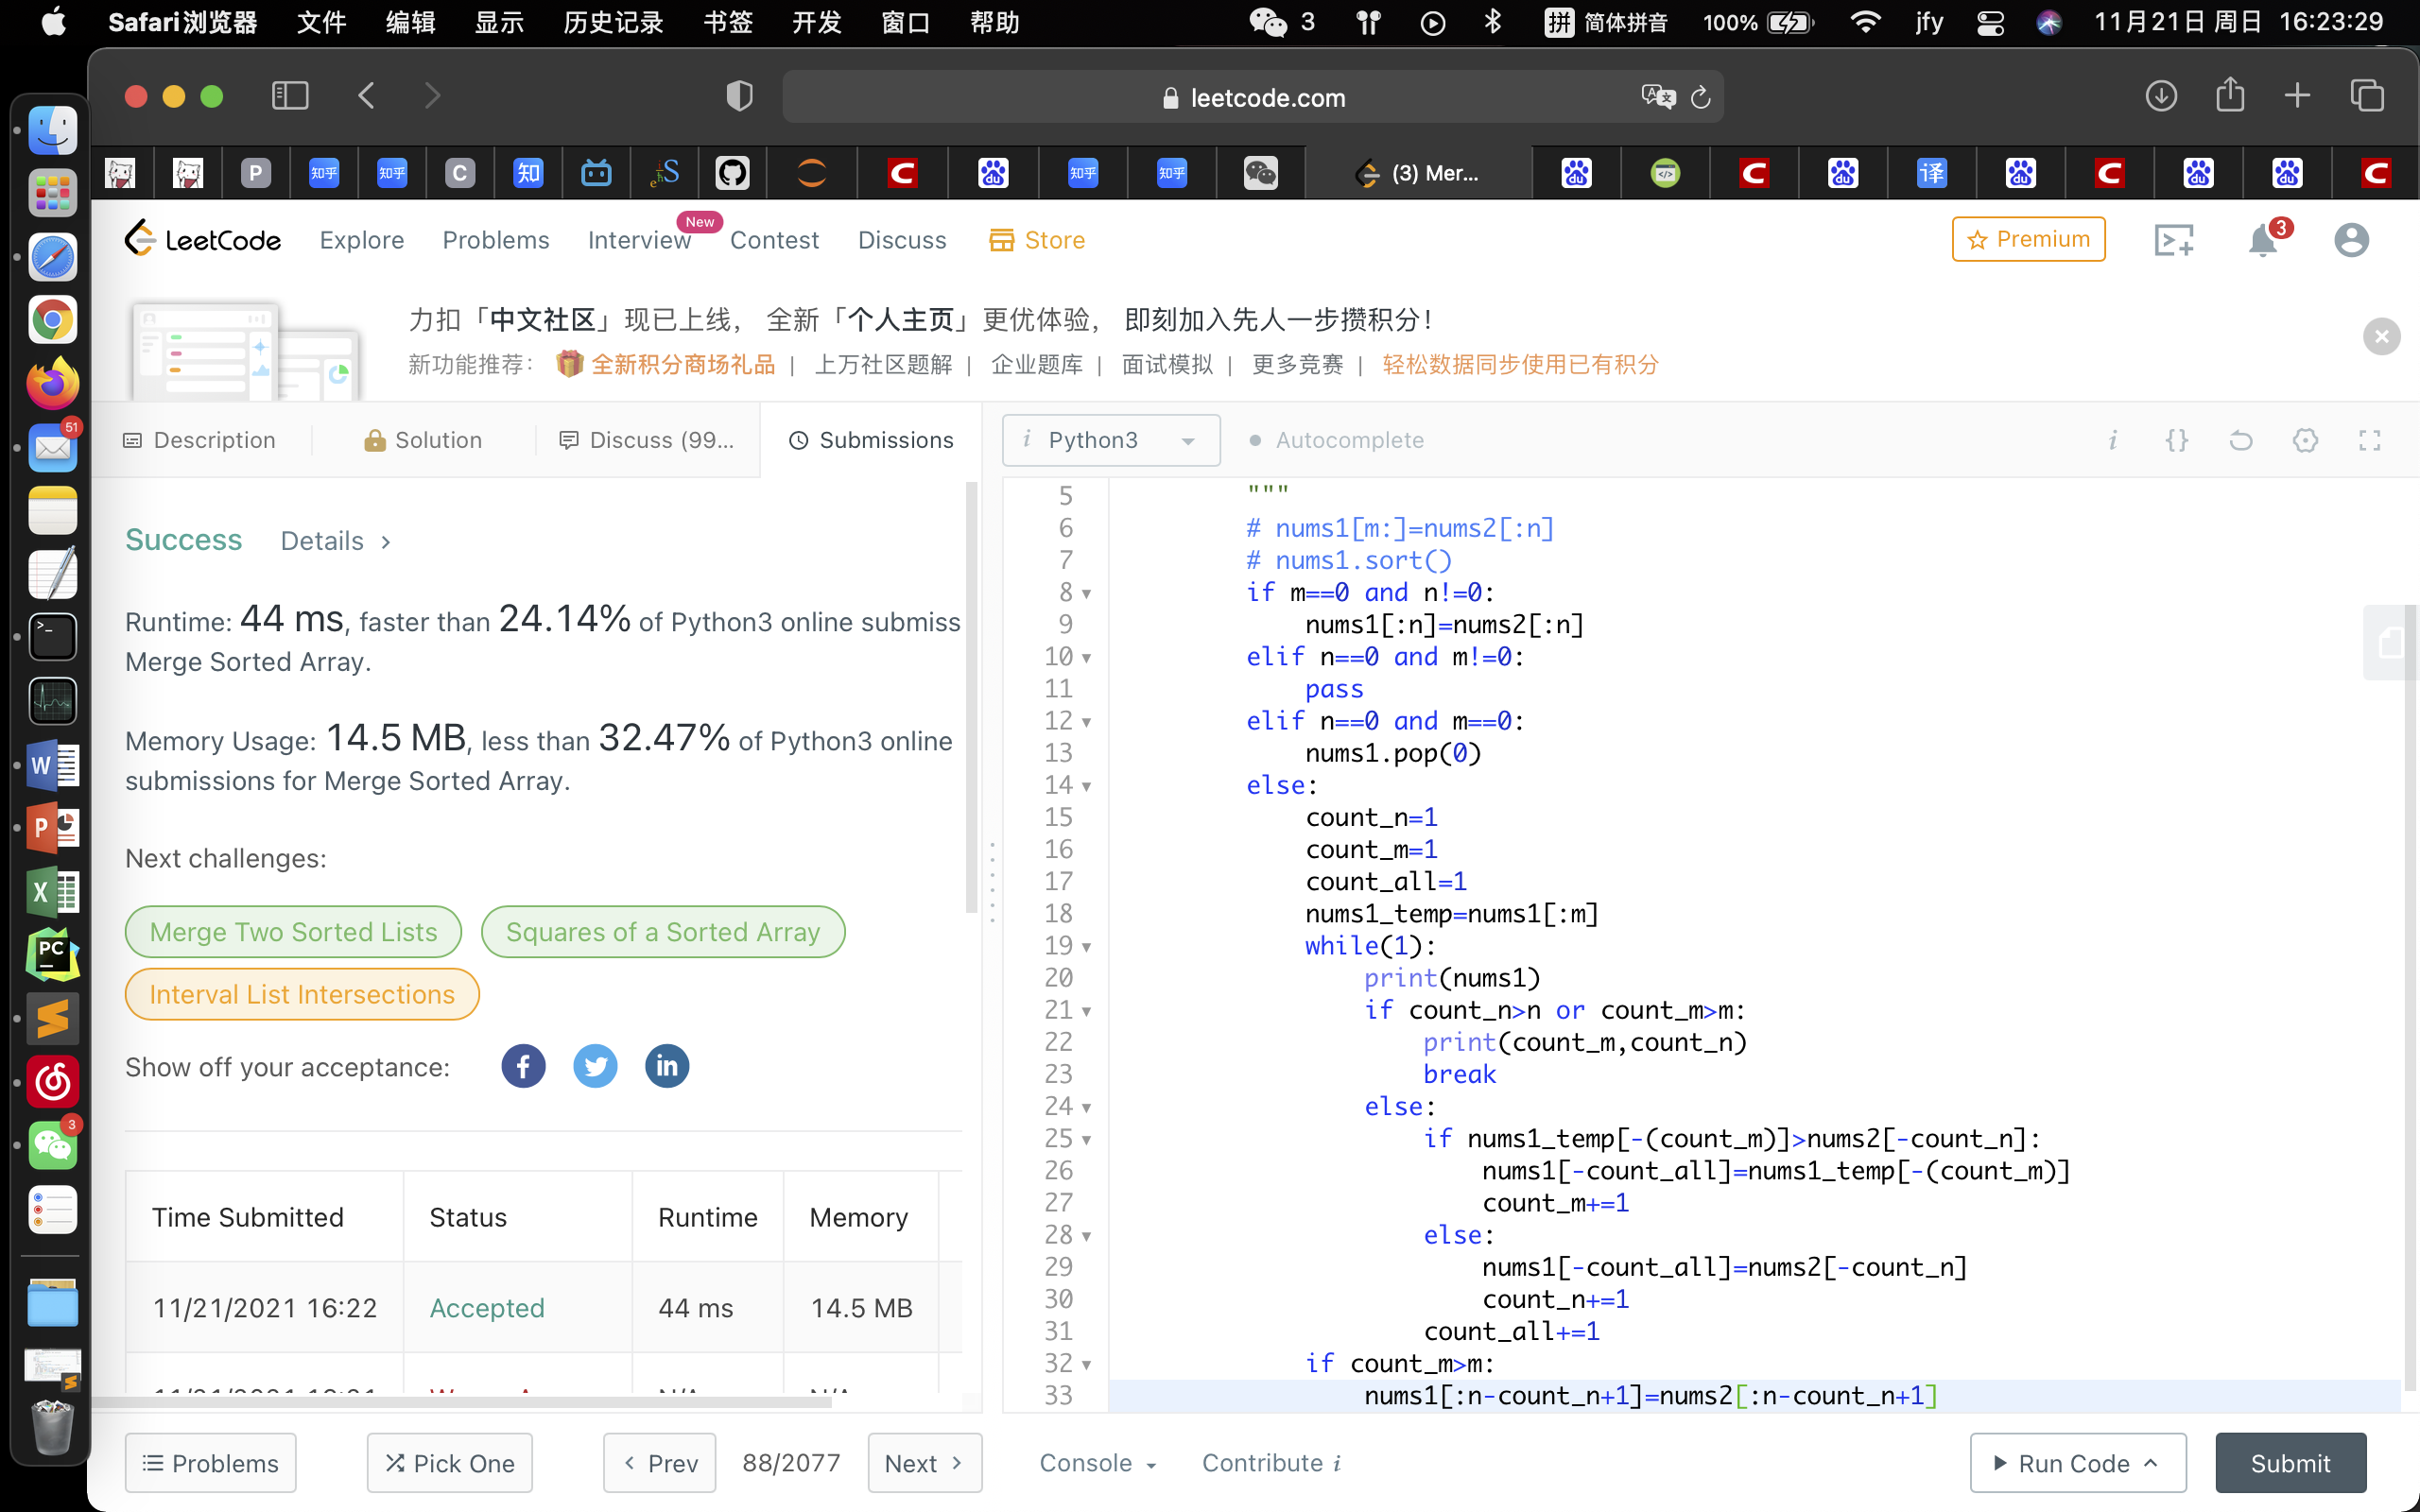 Safari浏览器 文件 编辑 显示 历史记录 书签 开发 窗口 帮助 3 拼 简体拼音 100% jfy 11月21日 周日 16:23:29
leetcode.com
P 知乎 知乎 C 知 知乎 知乎 (3) Mer... 译
LeetCode Explore Problems Interview New Contest Discuss Store Premium 3
力扣「中文社区」现已上线， 全新「个人主页」更优体验， 即刻加入先人一步攒积分！
新功能推荐： 全新积分商场礼品 | 上万社区题解 | 企业题库 | 面试模拟 | 更多竞赛 | 轻松数据同步使用已有积分
Description Solution Discuss (99... Submissions
Success Details >
Runtime: 44 ms, faster than 24.14% of Python3 online submiss
Merge Sorted Array.
Memory Usage: 14.5 MB, less than 32.47% of Python3 online
submissions for Merge Sorted Array.
Next challenges:
Merge Two Sorted Lists Squares of a Sorted Array
Interval List Intersections
Show off your acceptance:
Time Submitted Status Runtime Memory
11/21/2021 16:22 Accepted 44 ms 14.5 MB
i Python3 Autocomplete
5 """
6 # nums1[m:]=nums2[:n]
7 # nums1.sort()
8 if m==0 and n!=0:
9 nums1[:n]=nums2[:n]
10 elif n==0 and m!=0:
11 pass
12 elif n==0 and m==0:
13 nums1.pop(0)
14 else:
15 count_n=1
16 count_m=1
17 count_all=1
18 nums1_temp=nums1[:m]
19 while(1):
20 print(nums1)
21 if count_n>n or count_m>m:
22 print(count_m,count_n)
23 break
24 else:
25 if nums1_temp[-(count_m)]>nums2[-count_n]:
26 nums1[-count_all]=nums1_temp[-(count_m)]
27 count_m+=1
28 else:
29 nums1[-count_all]=nums2[-count_n]
30 count_n+=1
31 count_all+=1
32 if count_m>m:
33 nums1[:n-count_n+1]=nums2[:n-count_n+1]
Problems Pick One Prev 88/2077 Next Console Contribute i Run Code Submit
51
W
P
X
PC
3